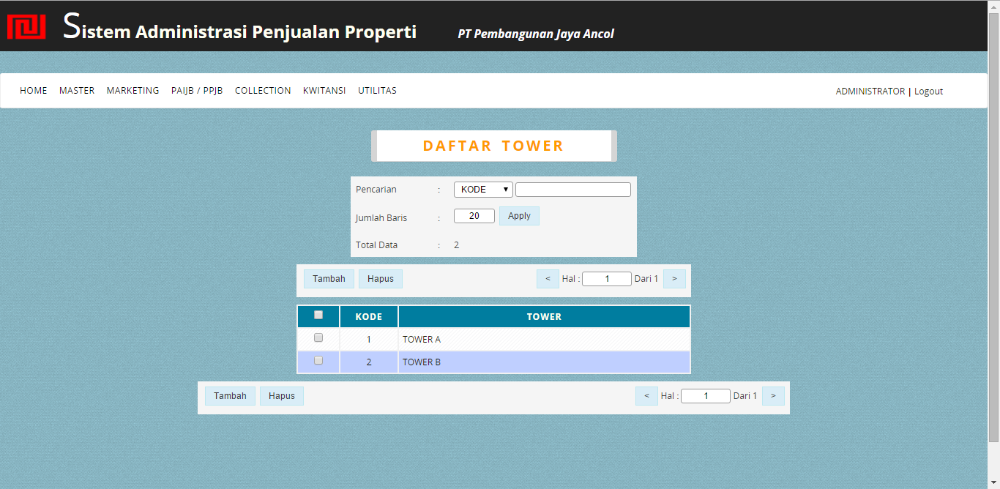 Sistem Administrasi Penjualan Properti PT Pembangunan Jaya Ancol
HOME MASTER MARKETING PAIJB / PPJB COLLECTION KWITANSI UTILITAS ADMINISTRATOR | Logout
DAFTAR TOWER
Pencarian : KODE
Jumlah Baris : 20 Apply
Total Data : 2
Tambah Hapus < Hal : 1 Dari 1 >
KODE TOWER
1 TOWER A
2 TOWER B
Tambah Hapus < Hal : 1 Dari 1 >